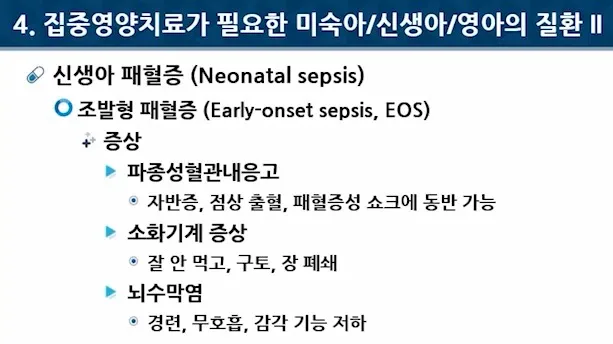 4. 집중영양치료가 필요한 미숙아/신생아/영아의 질환 II
신생아 패혈증 (Neonatal sepsis)
조발형 패혈증 (Early-onset sepsis, EOS)
증상
파종성혈관내응고
자반증, 점상 출혈, 패혈증성 쇼크에 동반 가능
소화기계 증상
잘 안 먹고, 구토, 장 폐쇄
뇌수막염
경련, 무호흡, 감각 기능 저하